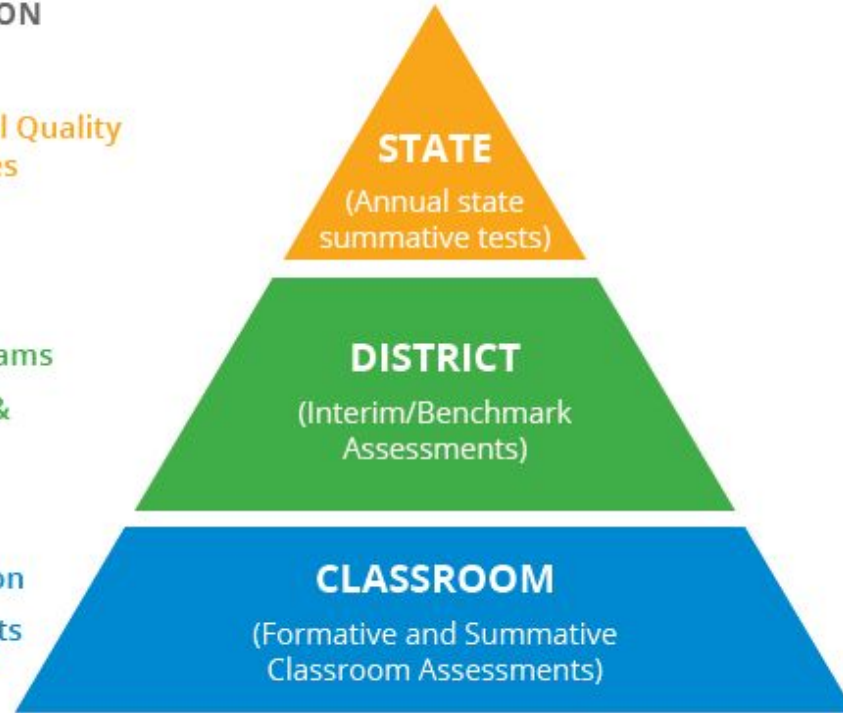 ON
l Quality
es
STATE
(Annual state
summative tests)
ams
&
DISTRICT
(Interim/Benchmark
Assessments)
on
ts
CLASSROOM
(Formative and Summative
Classroom Assessments)